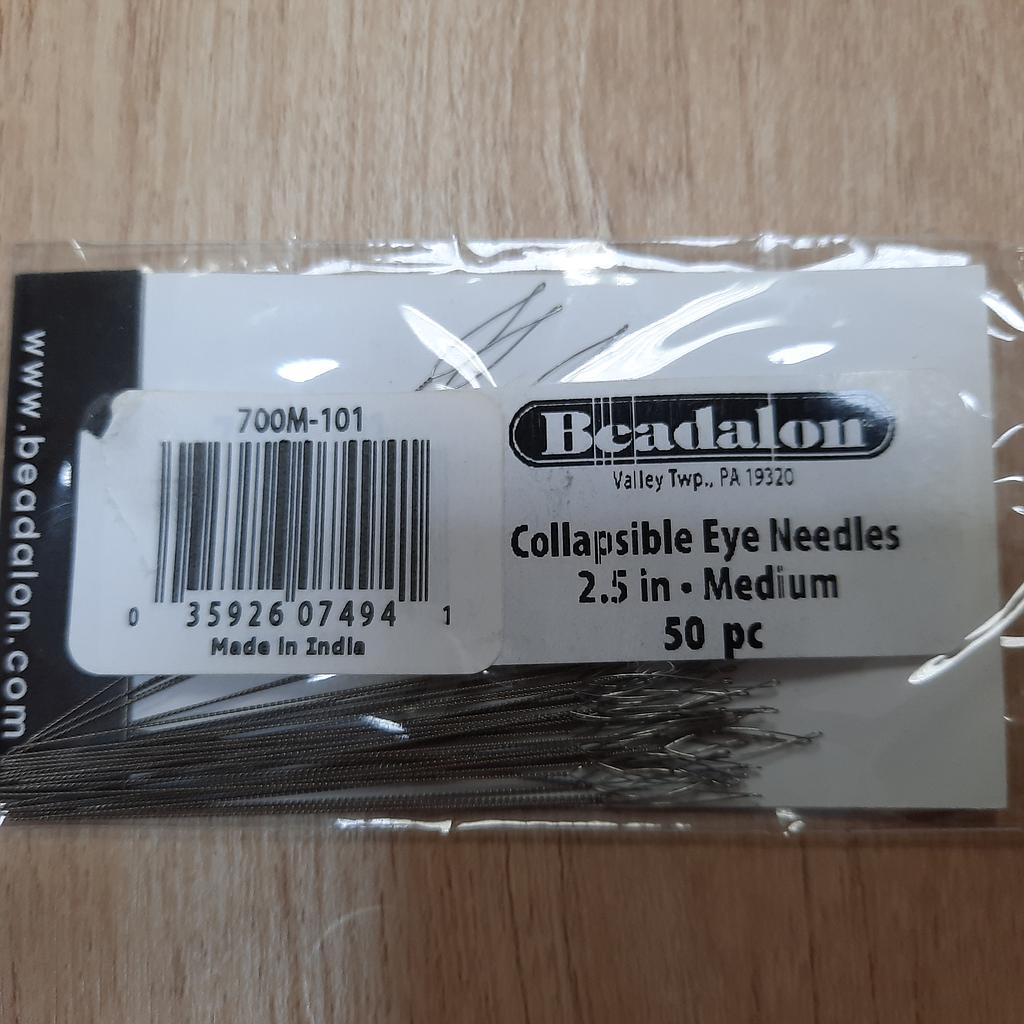 www.beadalon.com
700M-101
0 35926 07494 1
Made in India
Beadalon
Valley Twp., PA 19320
Collapsible Eye Needles
2.5 in • Medium
50 pc